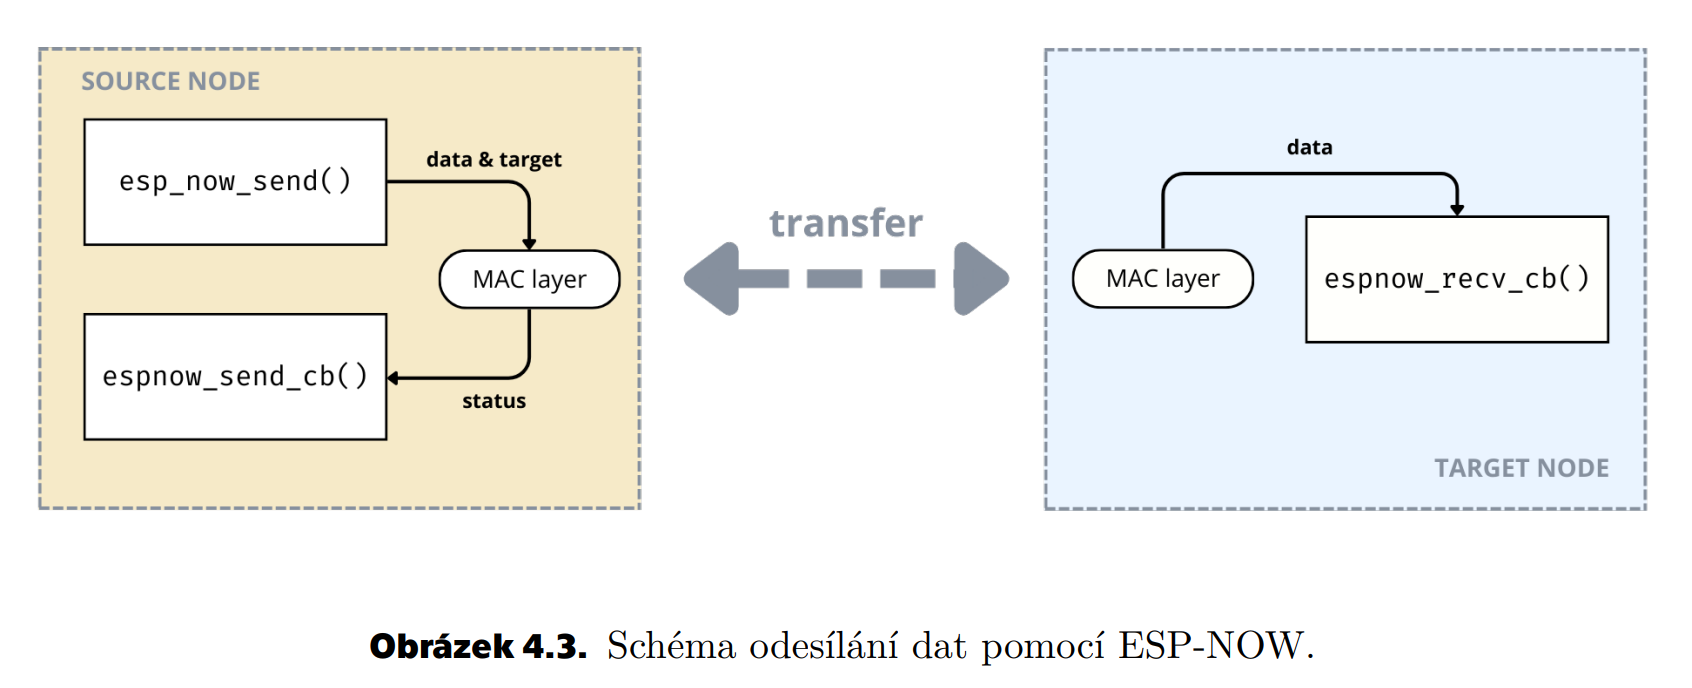 SOURCE NODE
esp_now_send()
data & target
MAC layer
espnow_send_cb()
status
transfer
data
MAC layer
espnow_recv_cb()
TARGET NODE
Obrázek 4.3. Schéma odesílání dat pomocí ESP-NOW.